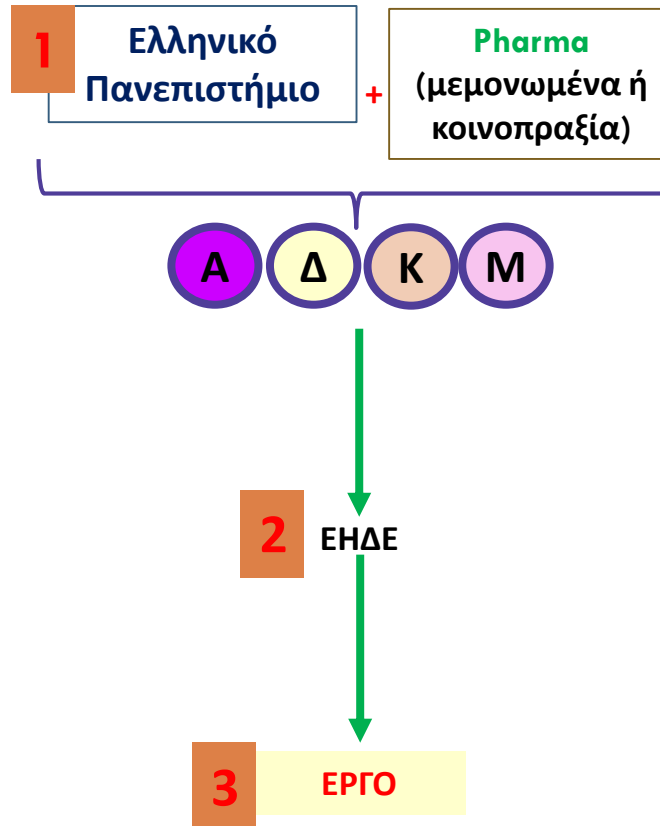 1
Ελληνικό
Πανεπιστήμιο
+
Pharma
(μεμονωμένα ή
κοινοπραξία)
Α Δ Κ Μ
2 ΕΗΔΕ
3 ΕΡΓΟ